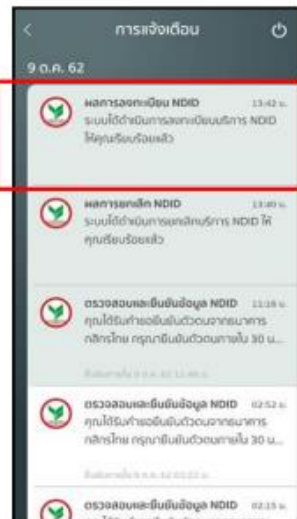 การแจ้งเตือน
9 ต.ค. 62
ผลการลงทะเบียน NDID 13:42 น.
ระบบได้ดำเนินการลงทะเบียนบริการ NDID
ให้คุณเรียบร้อยแล้ว
ผลการยกเลิก NDID 13:40 น.
ระบบได้ดำเนินการยกเลิกบริการ NDID ให้
คุณเรียบร้อยแล้ว
ตรวจสอบและยืนยันข้อมูล NDID 11:16 น.
คุณได้รับคำขอยืนยันตัวตนจากธนาคาร
กสิกรไทย กรุณายืนยันตัวตนภายใน 30 น...
ตรวจสอบและยืนยันข้อมูล NDID 02:52 น.
คุณได้รับคำขอยืนยันตัวตนจากธนาคาร
กสิกรไทย กรุณายืนยันตัวตนภายใน 30 น...
ตรวจสอบและยืนยันข้อมูล NDID 02:15 น.